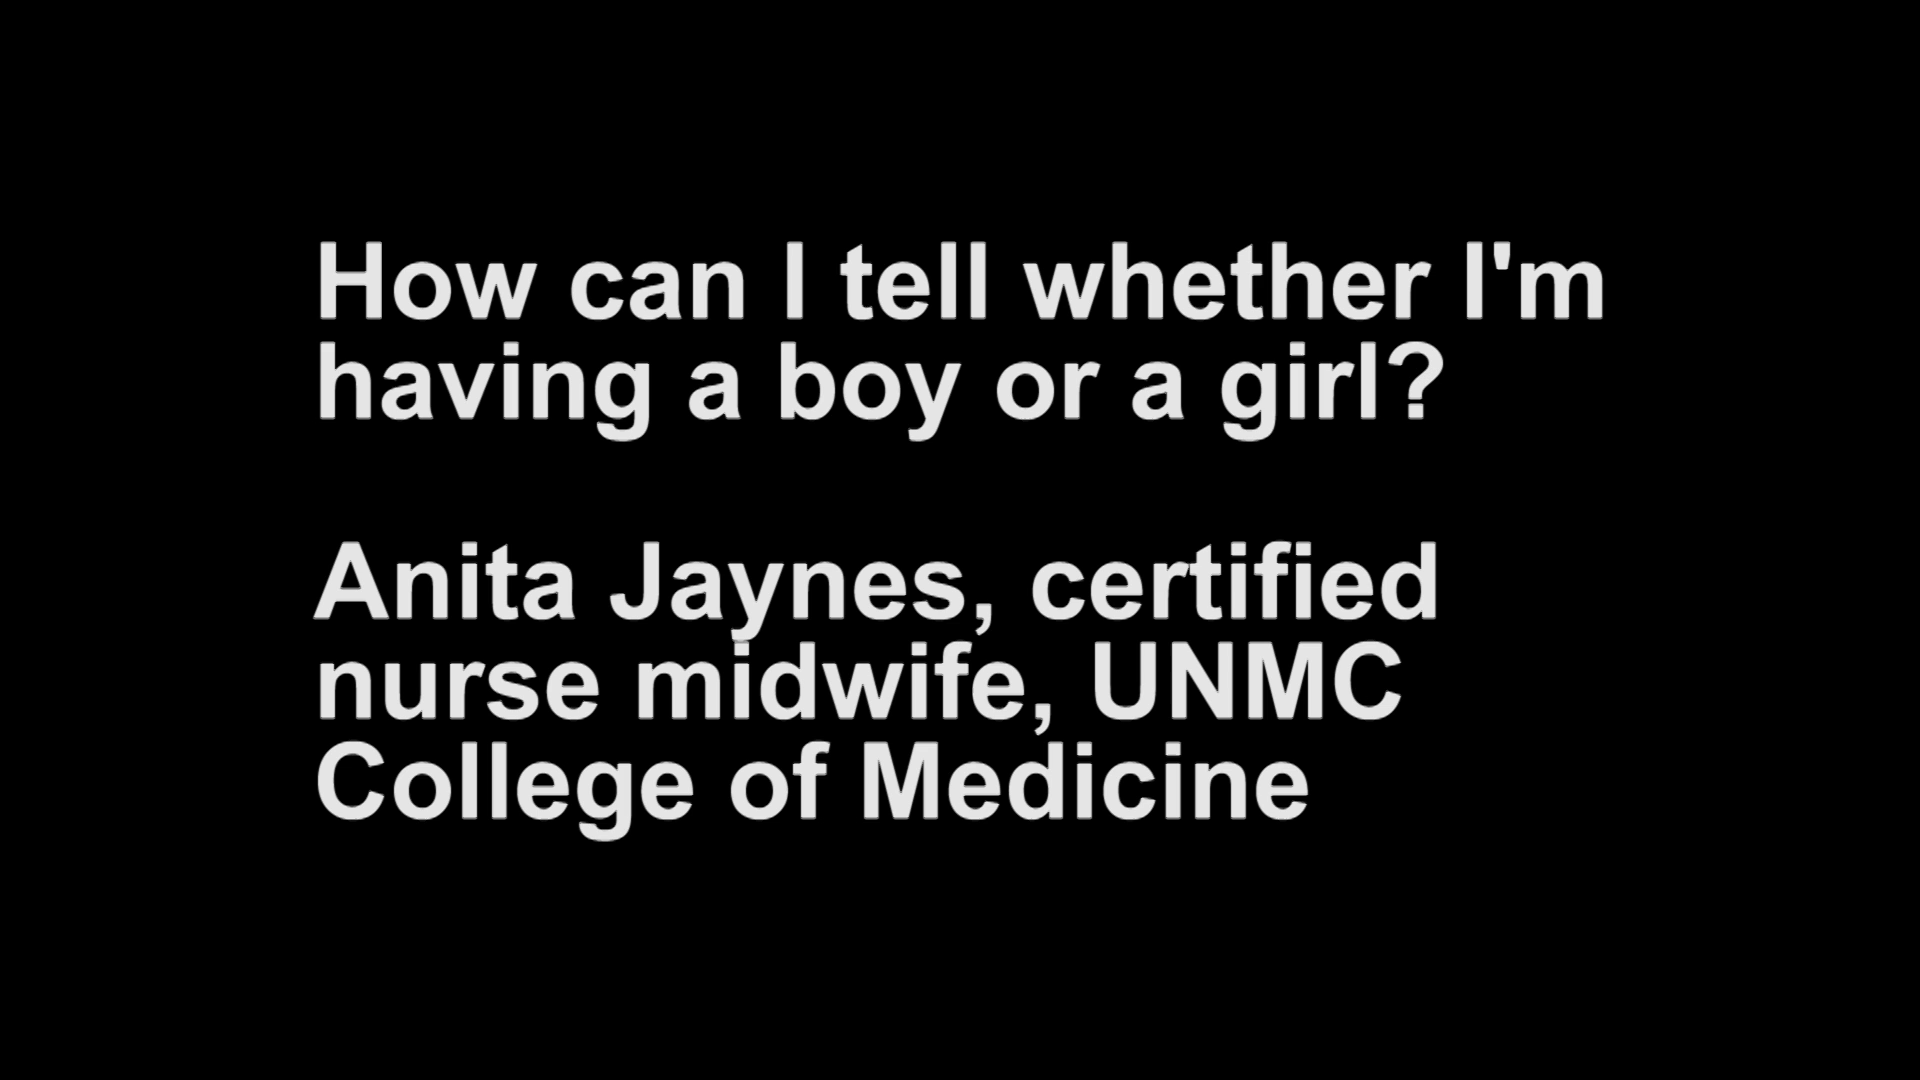 How can I tell whether I'm
having a boy or a girl?
Anita Jaynes, certified
nurse midwife, UNMC
College of Medicine